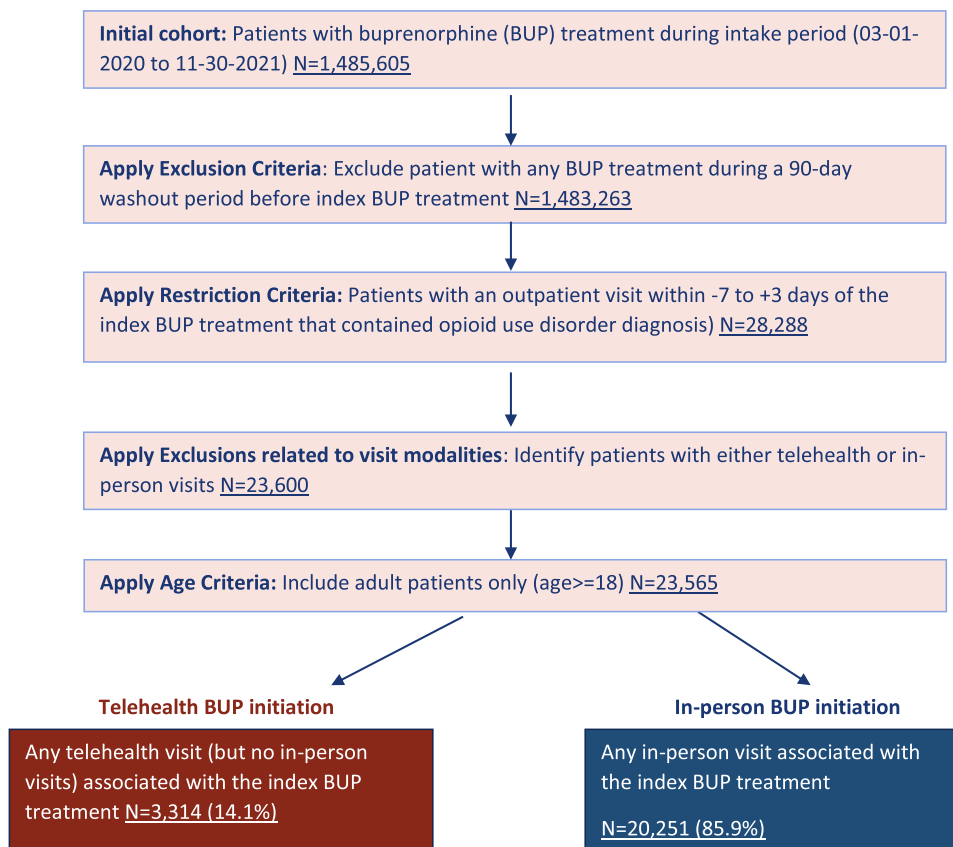 Initial cohort: Patients with buprenorphine (BUP) treatment during intake period (03-01-
2020 to 11-30-2021) N=1,485,605
Apply Exclusion Criteria: Exclude patient with any BUP treatment during a 90-day
washout period before index BUP treatment N=1,483,263
Apply Restriction Criteria: Patients with an outpatient visit within -7 to +3 days of the
index BUP treatment that contained opioid use disorder diagnosis) N=28,288
Apply Exclusions related to visit modalities: Identify patients with either telehealth or in-
person visits N=23,600
Apply Age Criteria: Include adult patients only (age>=18) N=23,565
Telehealth BUP initiation
Any telehealth visit (but no in-person
visits) associated with the index BUP
treatment N=3,314 (14.1%)
In-person BUP initiation
Any in-person visit associated with
the index BUP treatment
N=20,251 (85.9%)